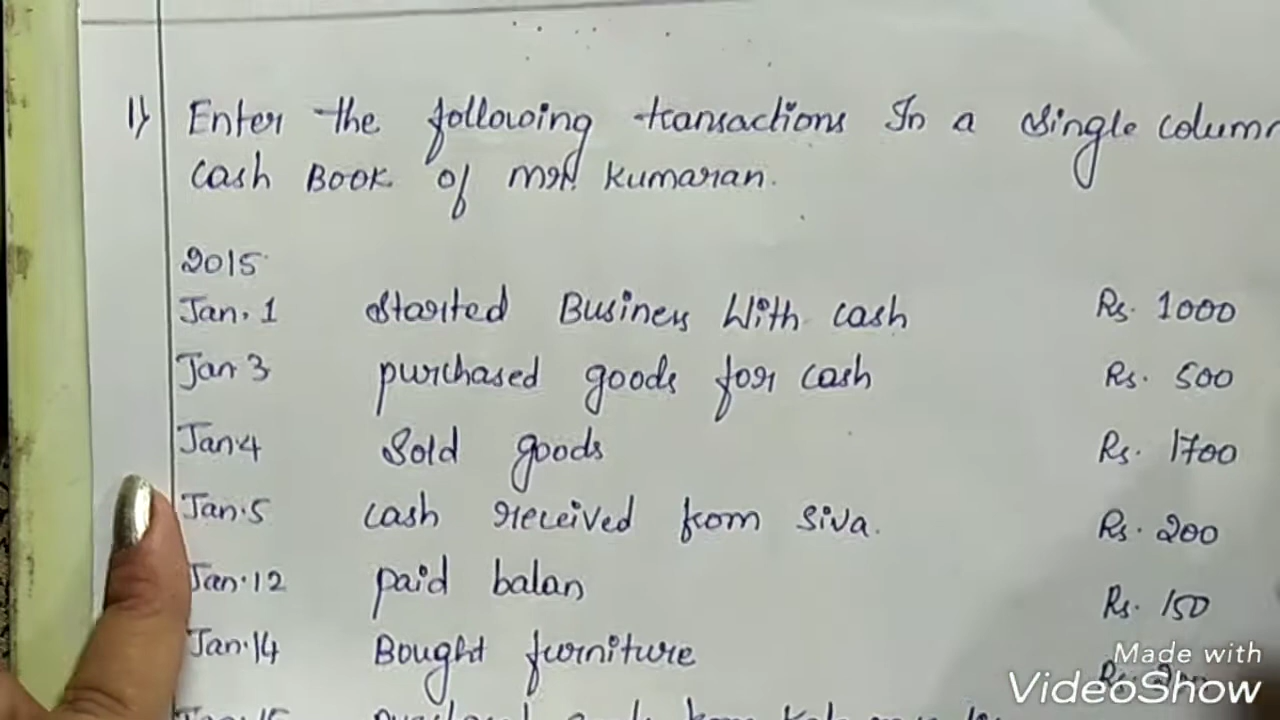 1) Enter the following transactions In a single column
cash Book of Mr. Kumaran.
2015
Jan. 1 Started Business With cash Rs. 1000
Jan 3 purchased goods for cash Rs. 500
Jan 4 Sold goods Rs. 1700
Jan. 5 cash received from Siva. Rs. 200
Jan. 12 paid balan Rs. 150
Jan. 14 Bought furniture Rs.
Made with
VideoShow